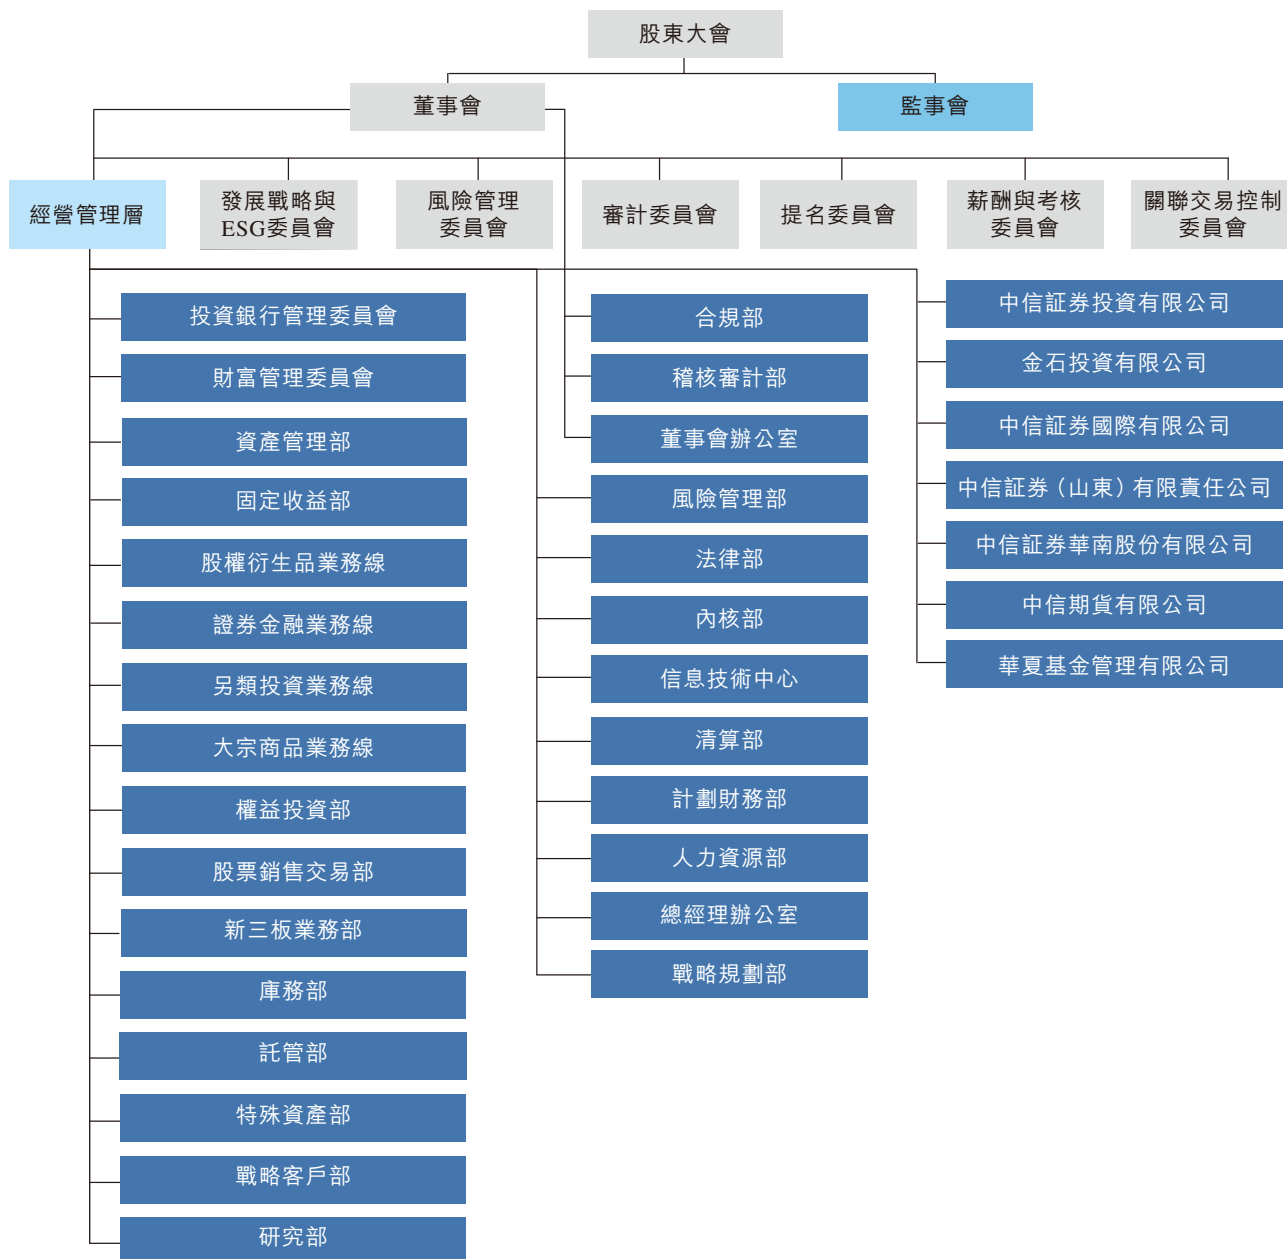 股東大會
董事會
監事會
經營管理層
發展戰略與
ESG委員會
風險管理
委員會
審計委員會
提名委員會
薪酬與考核
委員會
關聯交易控制
委員會
投資銀行管理委員會
財富管理委員會
資產管理部
固定收益部
股權衍生品業務線
證券金融業務線
另類投資業務線
大宗商品業務線
權益投資部
股票銷售交易部
新三板業務部
庫務部
託管部
特殊資產部
戰略客戶部
研究部
合規部
稽核審計部
董事會辦公室
風險管理部
法律部
內核部
信息技術中心
清算部
計劃財務部
人力資源部
總經理辦公室
戰略規劃部
中信証券投資有限公司
金石投資有限公司
中信証券國際有限公司
中信証券（山東）有限責任公司
中信証券華南股份有限公司
中信期貨有限公司
華夏基金管理有限公司